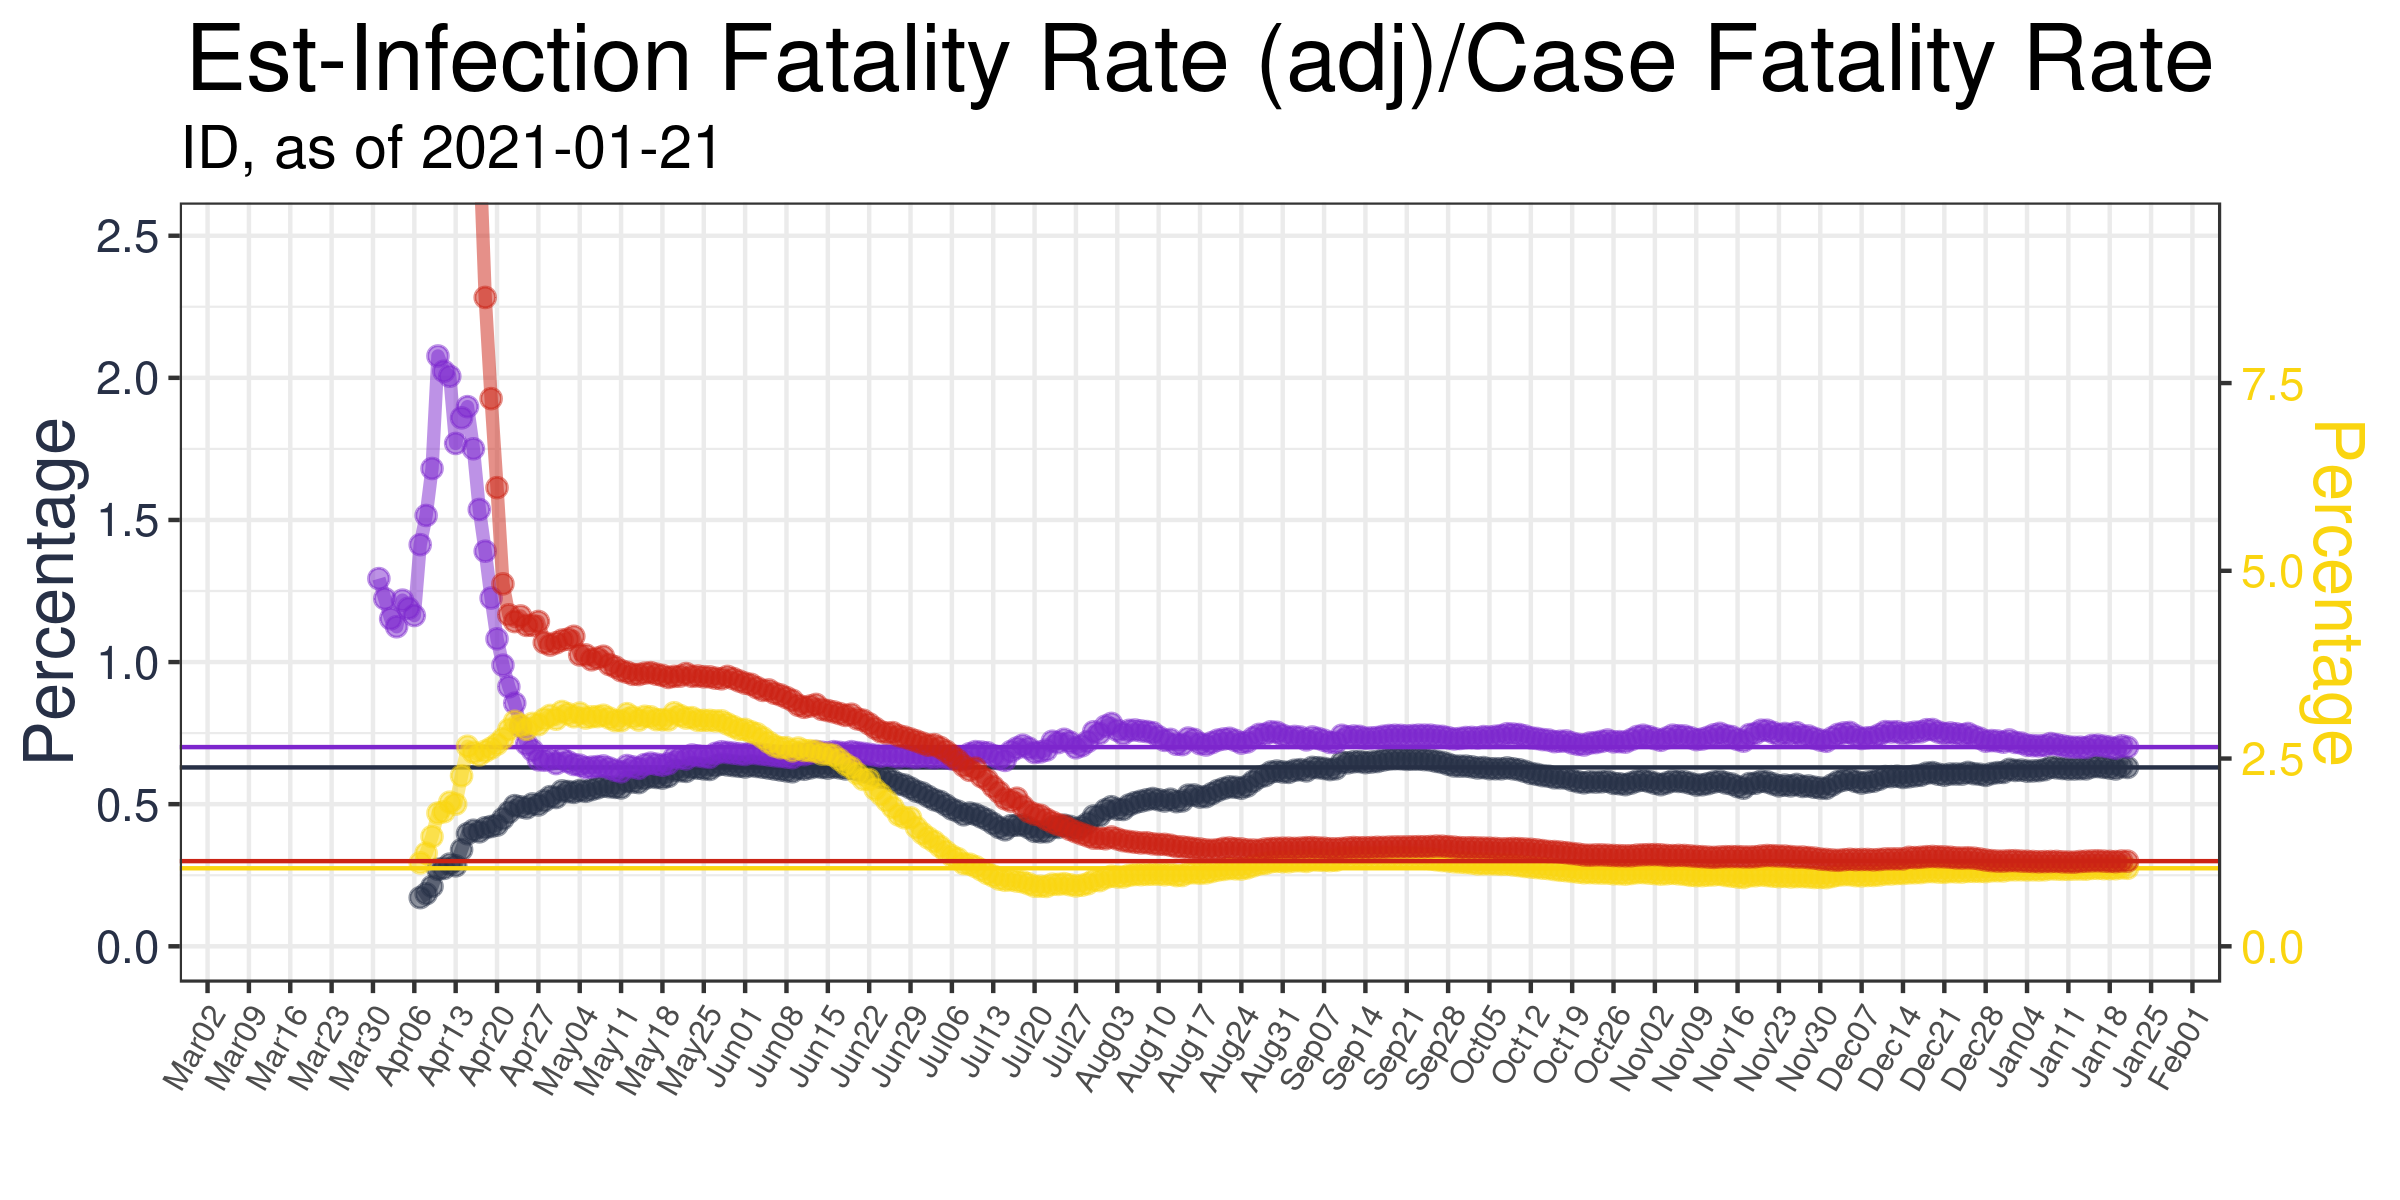 Est-Infection Fatality Rate (adj)/Case Fatality Rate
ID, as of 2021-01-21
Percentage
2.5
2.0
1.5
1.0
0.5
0.0
7.5
5.0
2.5
0.0
Percentage
Mar02 Mar09 Mar16 Mar23 Mar30 Apr06 Apr13 Apr20 Apr27 May04 May11 May18 May25 Jun01 Jun08 Jun15 Jun22 Jun29 Jul06 Jul13 Jul20 Jul27 Aug03 Aug10 Aug17 Aug24 Aug31 Sep07 Sep14 Sep21 Sep28 Oct05 Oct12 Oct19 Oct26 Nov02 Nov09 Nov16 Nov23 Nov30 Dec07 Dec14 Dec21 Dec28 Jan04 Jan11 Jan18 Jan25 Feb01